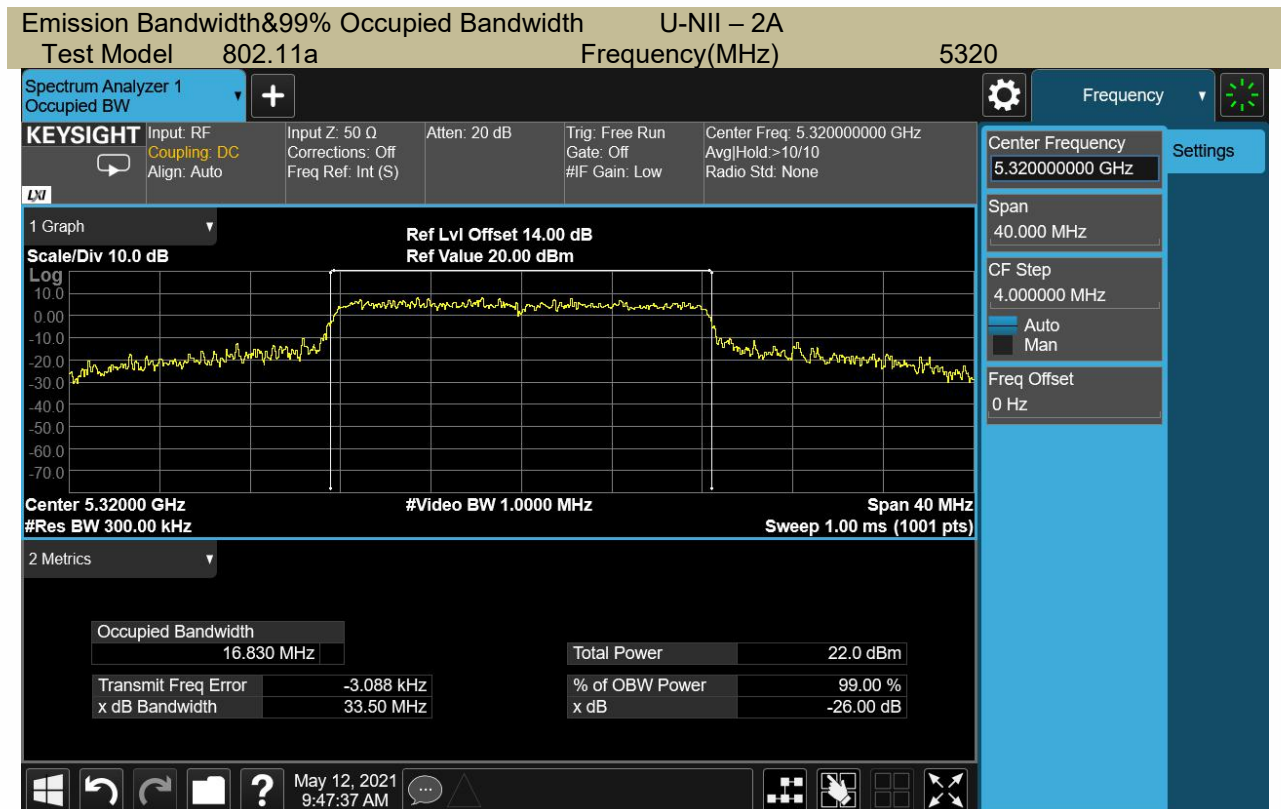 Emission Bandwidth&99% Occupied Bandwidth U-NII – 2A
Test Model 802.11a Frequency(MHz) 5320
Spectrum Analyzer 1
Occupied BW
+
Frequency
KEYSIGHT
LXI
Input: RF
Coupling: DC
Align: Auto
Input Z: 50 Ω
Corrections: Off
Freq Ref: Int (S)
Atten: 20 dB
Trig: Free Run
Gate: Off
#IF Gain: Low
Center Freq: 5.320000000 GHz
Avg|Hold:>10/10
Radio Std: None
1 Graph
Scale/Div 10.0 dB
Ref Lvl Offset 14.00 dB
Ref Value 20.00 dBm
Log
10.0
0.00
-10.0
-20.0
-30.0
-40.0
-50.0
-60.0
-70.0
Center 5.32000 GHz
#Res BW 300.00 kHz
#Video BW 1.0000 MHz
Span 40 MHz
Sweep 1.00 ms (1001 pts)
2 Metrics
Occupied Bandwidth
16.830 MHz
Transmit Freq Error -3.088 kHz
x dB Bandwidth 33.50 MHz
Total Power 22.0 dBm
% of OBW Power 99.00 %
x dB -26.00 dB
Center Frequency
5.320000000 GHz
Settings
Span
40.000 MHz
CF Step
4.000000 MHz
Auto
Man
Freq Offset
0 Hz
?
May 12, 2021
9:47:37 AM